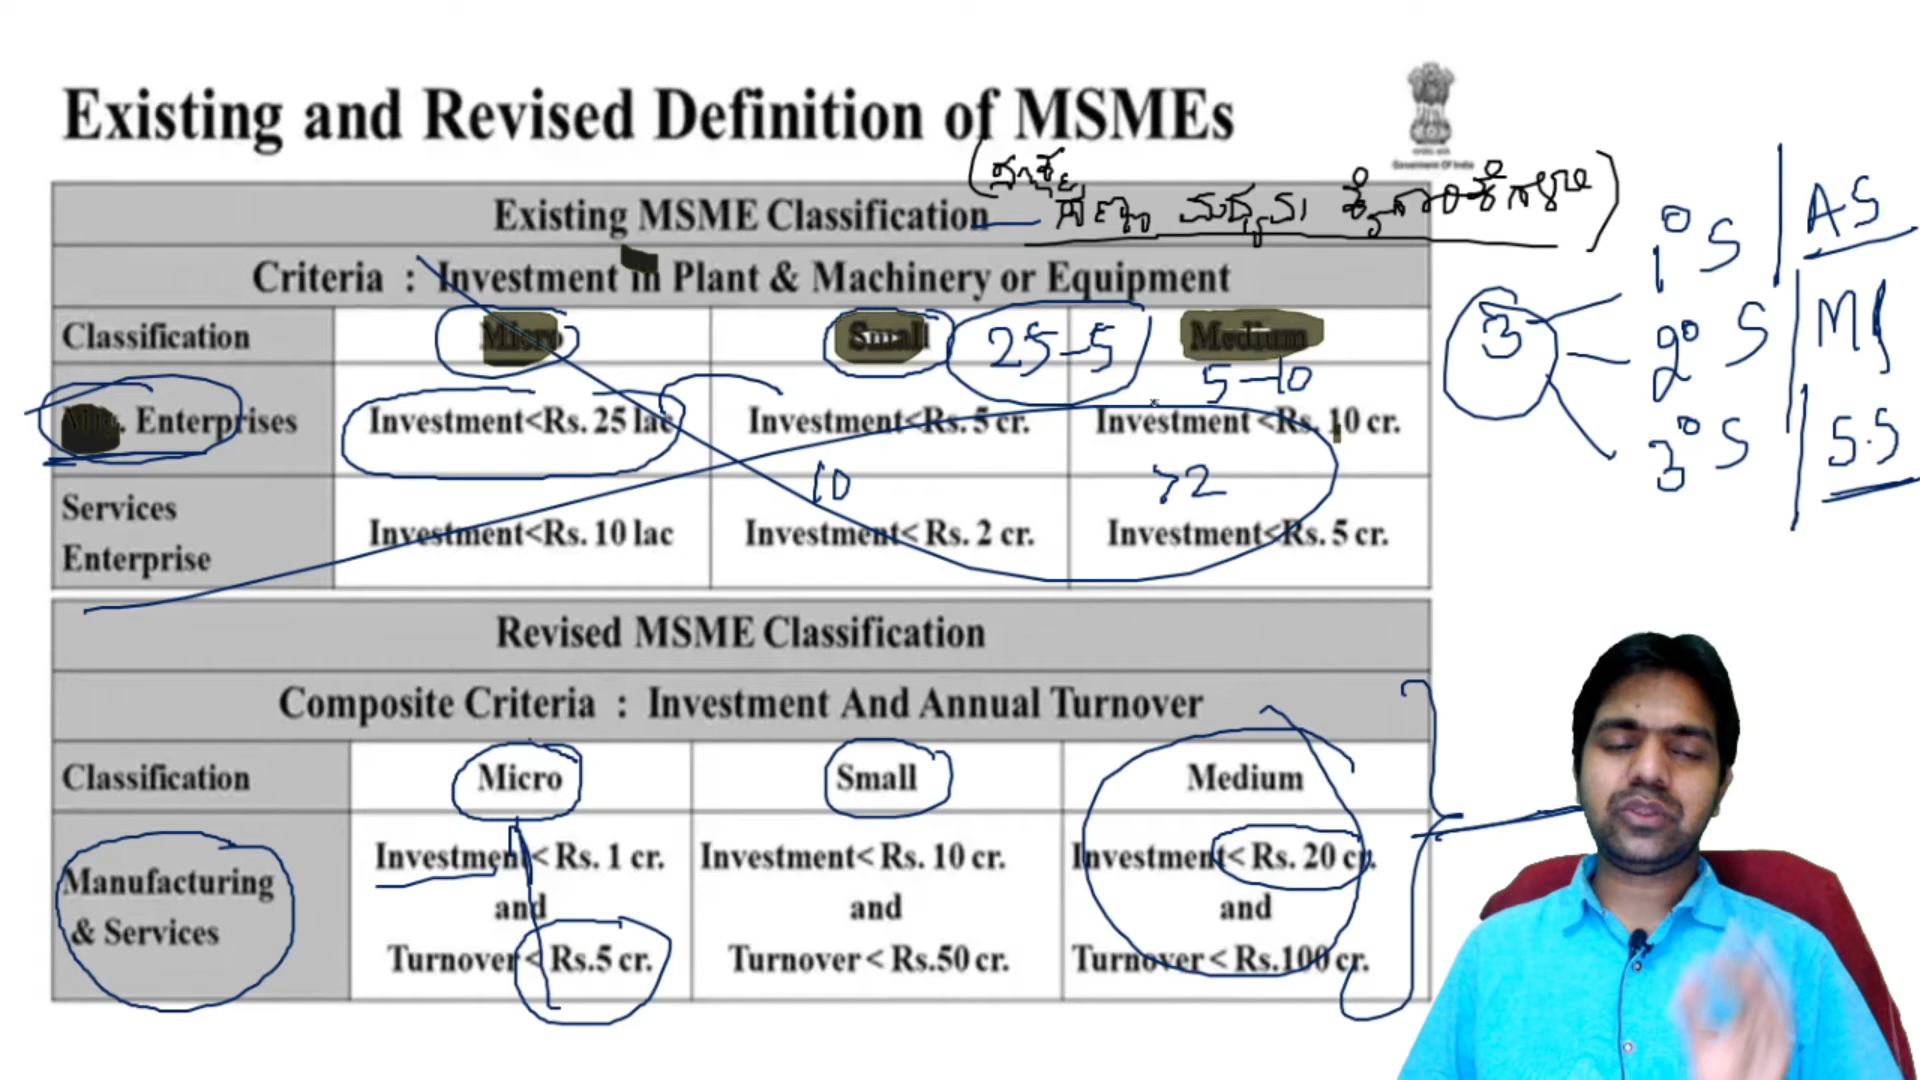 Existing and Revised Definition of MSMEs
Existing MSME Classification
Criteria : Investment in Plant & Machinery or Equipment
Classification Micro Small 25-5 Medium
5-10
Mfg. Enterprises Investment<Rs. 25 lac Investment<Rs. 5 cr. Investment <Rs. 10 cr.
10 >2
Services Enterprise Investment<Rs. 10 lac Investment< Rs. 2 cr. Investment<Rs. 5 cr.
Revised MSME Classification
Composite Criteria : Investment And Annual Turnover
Classification Micro Small Medium
Manufacturing & Services
Investment< Rs. 1 cr. Investment< Rs. 10 cr. Investment< Rs. 20 cr.
and and and
Turnover < Rs.5 cr. Turnover < Rs.50 cr. Turnover < Rs.100 cr.
3
1° S AS
2° S MS
3° S S.S